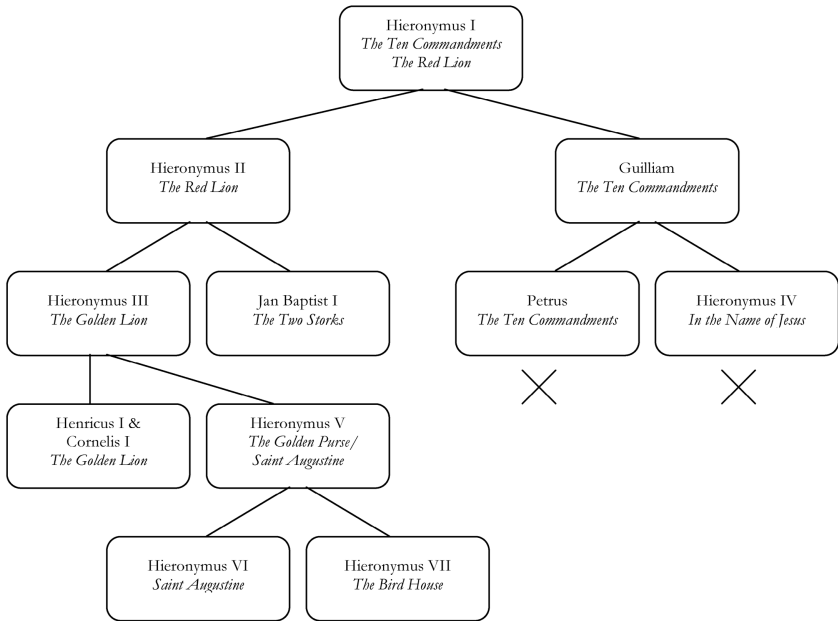 Hieronymus I
The Ten Commandments
The Red Lion
Hieronymus II
The Red Lion
Guilliam
The Ten Commandments
Hieronymus III
The Golden Lion
Jan Baptist I
The Two Storks
Petrus
The Ten Commandments
Hieronymus IV
In the Name of Jesus
Henricus I &
Cornelis I
The Golden Lion
Hieronymus V
The Golden Purse/
Saint Augustine
Hieronymus VI
Saint Augustine
Hieronymus VII
The Bird House